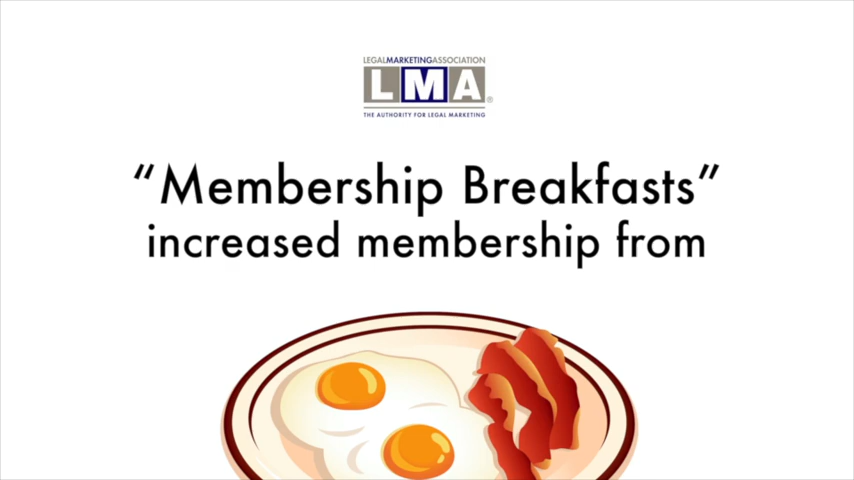 LEGALMARKETINGASSOCIATION
LMA®
THE AUTHORITY FOR LEGAL MARKETING
“Membership Breakfasts”
increased membership from